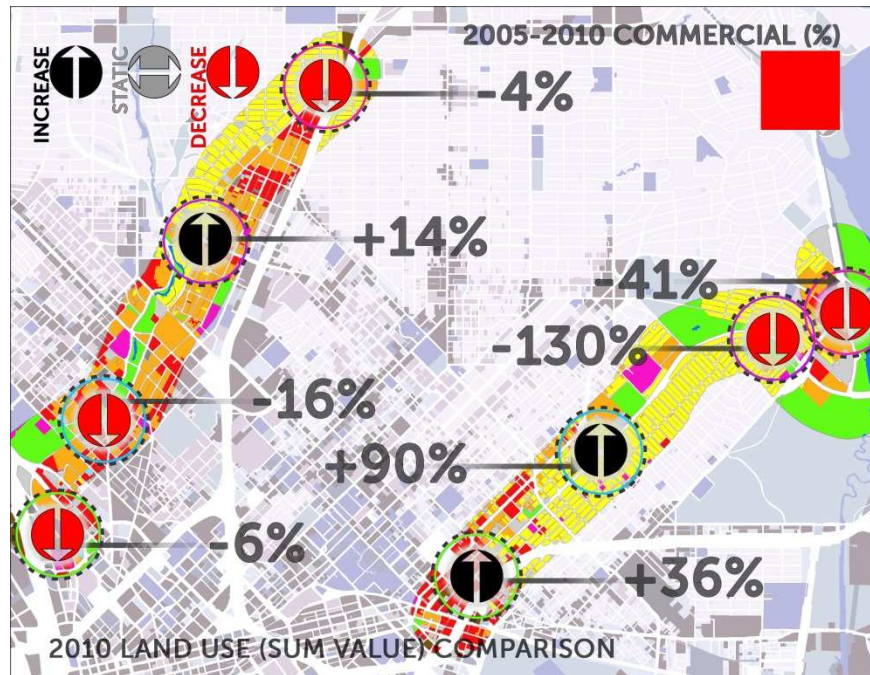 INCREASE
STATIC
DECREASE
2005-2010 COMMERCIAL (%)
-4%
+14%
-41%
-130%
-16%
+90%
-6%
+36%
2010 LAND USE (SUM VALUE) COMPARISON